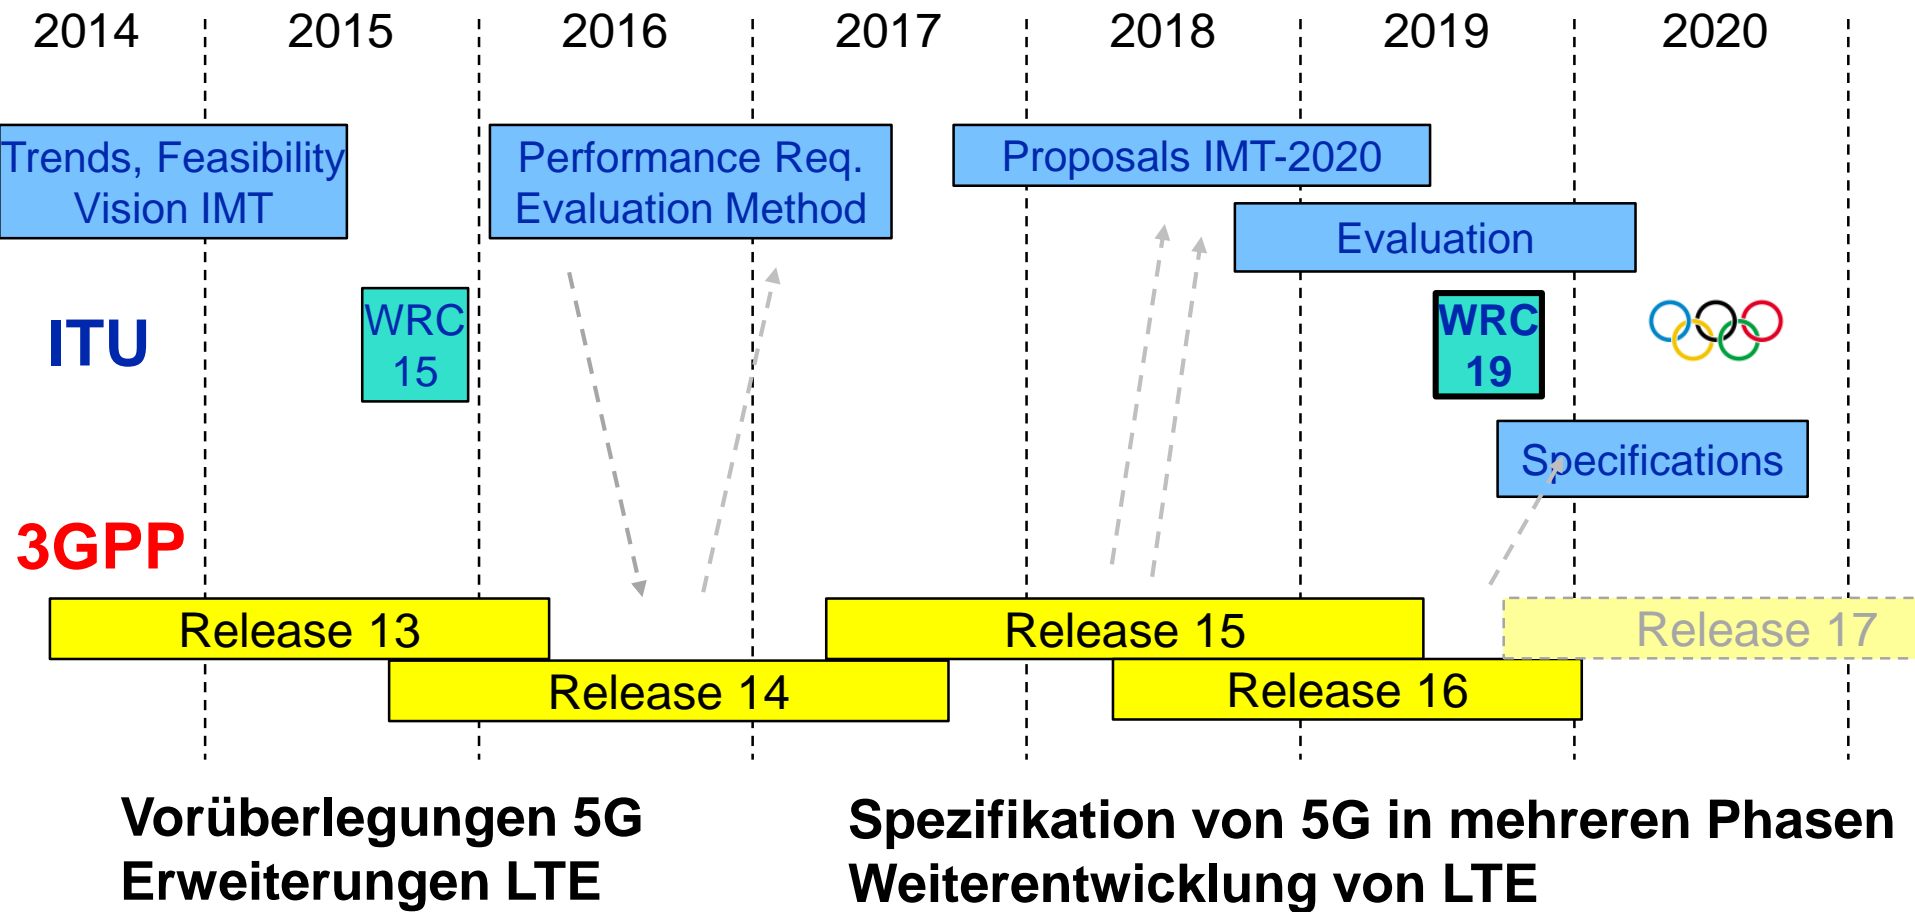 2014 2015 2016 2017 2018 2019 2020
Trends, Feasibility
Vision IMT
Performance Req.
Evaluation Method
Proposals IMT-2020
Evaluation
ITU
WRC
15
WRC
19
Specifications
3GPP
Release 13
Release 15
Release 17
Release 14
Release 16
Vorüberlegungen 5G
Erweiterungen LTE
Spezifikation von 5G in mehreren Phasen
Weiterentwicklung von LTE